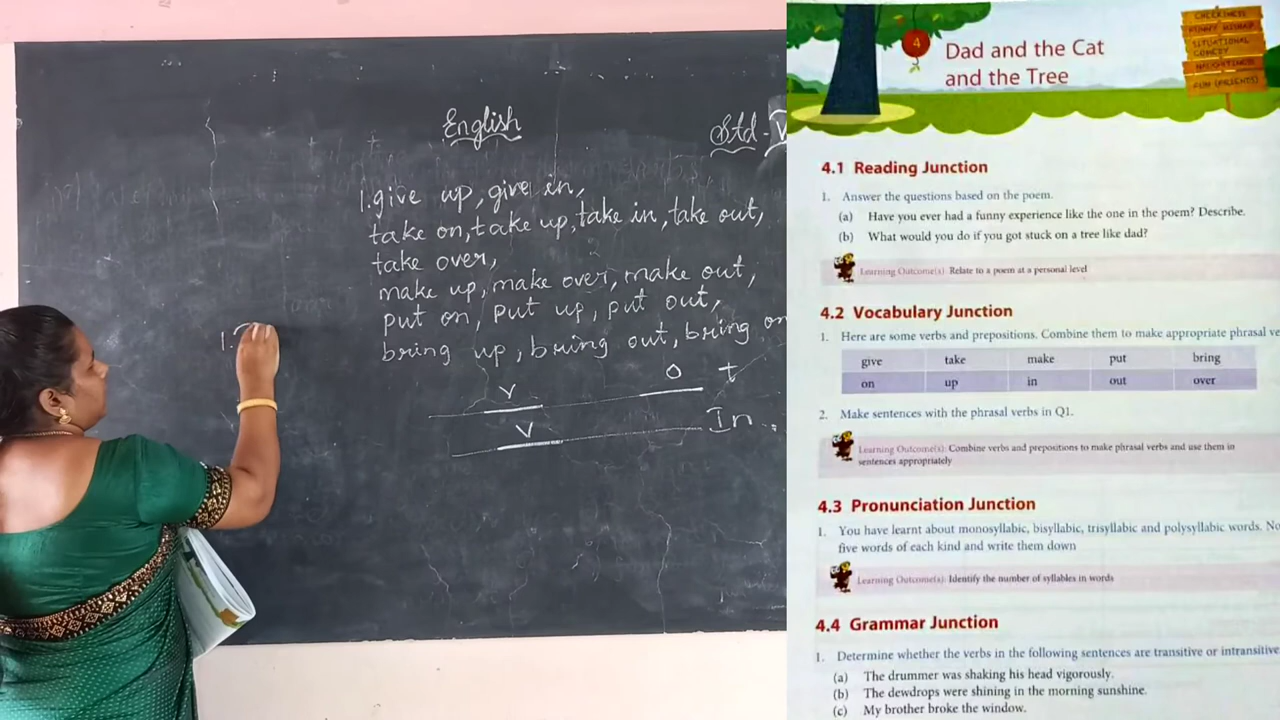 English
Std - V
1. give up, give in,
take on, take up, take in, take out,
take over,
make up, make over, make out,
put on, put up, put out,
bring up, bring out, bring on
V
O t
V
In.
1.
4
Dad and the Cat
and the Tree
CHEERINESS
FUNNY MISHAP
SITUATIONAL
COMEDY
NAUGHTINESS
FUN (PARENTS)
4.1 Reading Junction
1. Answer the questions based on the poem.
(a) Have you ever had a funny experience like the one in the poem? Describe.
(b) What would you do if you got stuck on a tree like dad?
Learning Outcome(s): Relate to a poem at a personal level
4.2 Vocabulary Junction
1. Here are some verbs and prepositions. Combine them to make appropriate phrasal ve
give take make put bring
on up in out over
2. Make sentences with the phrasal verbs in Q1.
Learning Outcome(s): Combine verbs and prepositions to make phrasal verbs and use them in
sentences appropriately
4.3 Pronunciation Junction
1. You have learnt about monosyllabic, bisyllabic, trisyllabic and polysyllabic words. No
five words of each kind and write them down
Learning Outcome(s): Identify the number of syllables in words
4.4 Grammar Junction
1. Determine whether the verbs in the following sentences are transitive or intransitive
(a) The drummer was shaking his head vigorously.
(b) The dewdrops were shining in the morning sunshine.
(c) My brother broke the window.